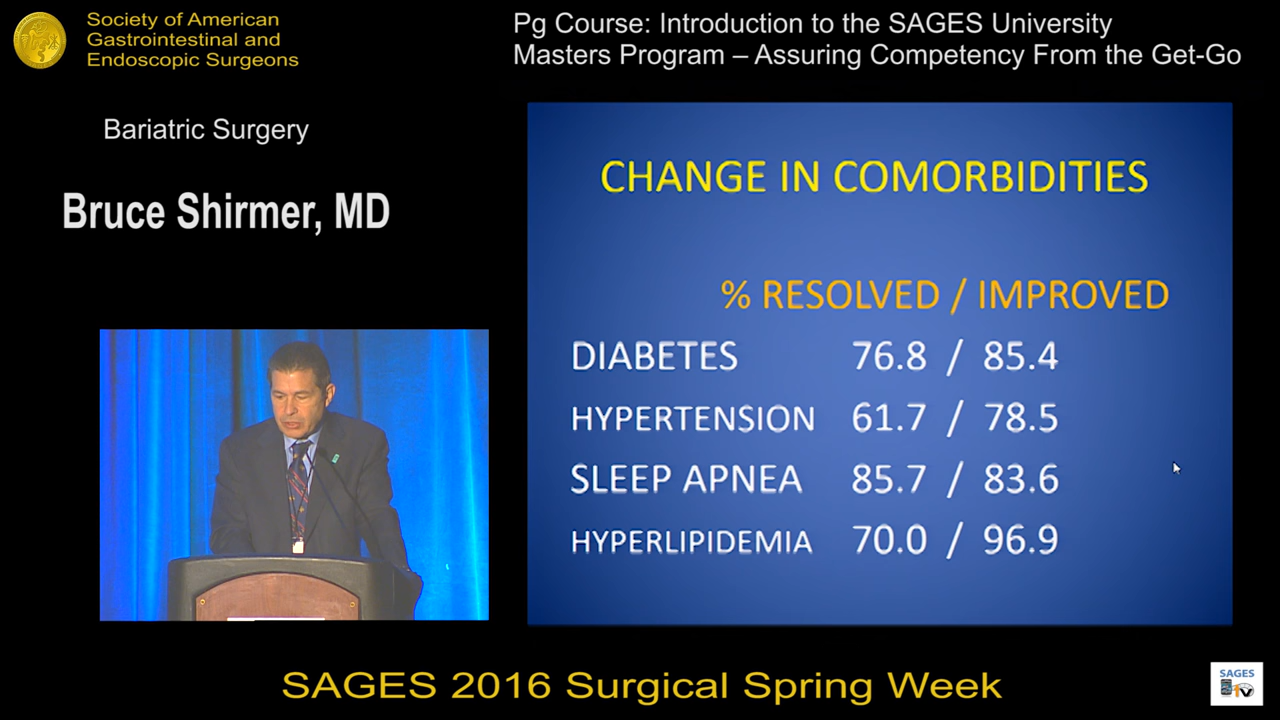 Society of American
Gastrointestinal and
Endoscopic Surgeons
Pg Course: Introduction to the SAGES University
Masters Program – Assuring Competency From the Get-Go
Bariatric Surgery
Bruce Shirmer, MD
CHANGE IN COMORBIDITIES
% RESOLVED / IMPROVED
DIABETES 76.8 / 85.4
HYPERTENSION 61.7 / 78.5
SLEEP APNEA 85.7 / 83.6
HYPERLIPIDEMIA 70.0 / 96.9
SAGES 2016 Surgical Spring Week
SAGES
TV